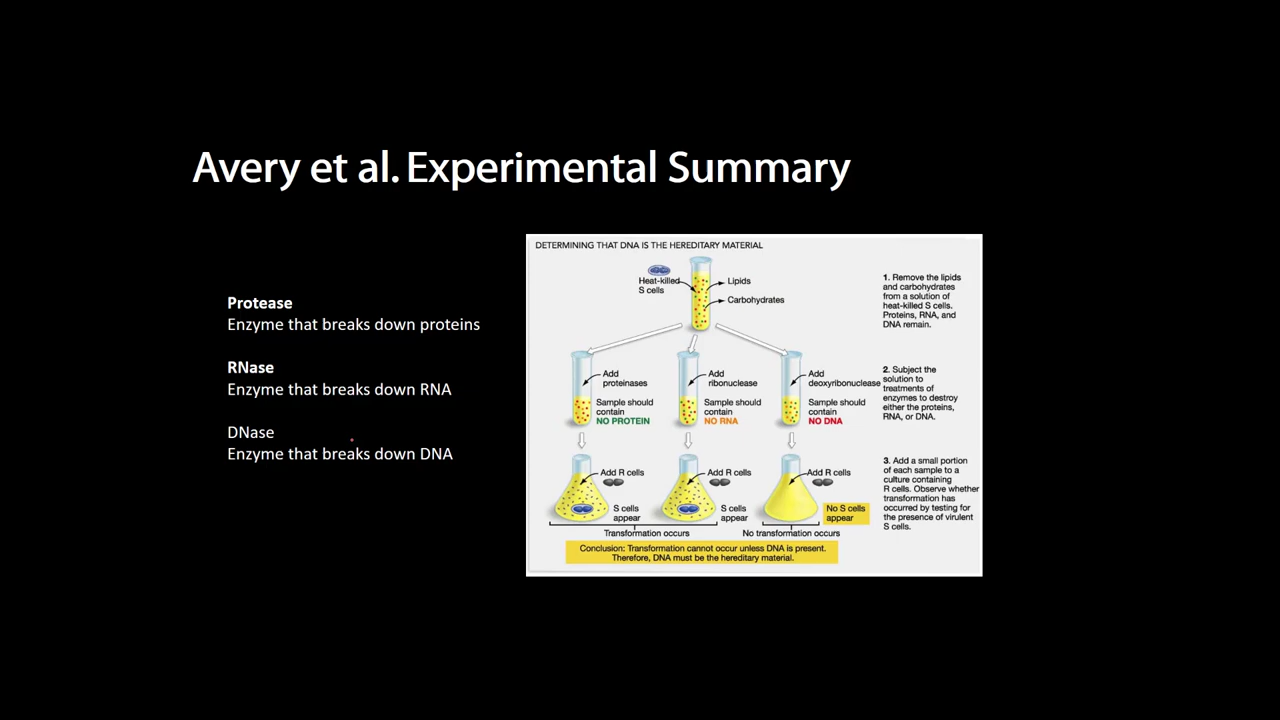 Avery et al. Experimental Summary
Protease
Enzyme that breaks down proteins
RNase
Enzyme that breaks down RNA
DNase
Enzyme that breaks down DNA
DETERMINING THAT DNA IS THE HEREDITARY MATERIAL
Heat-killed
S cells
Lipids
Carbohydrates
1. Remove the lipids
and carbohydrates
from a solution of
heat-killed S cells.
Proteins, RNA, and
DNA remain.
Add
proteinases
Sample should
contain
NO PROTEIN
Add
ribonuclease
Sample should
contain
NO RNA
Add
deoxyribonuclease
Sample should
contain
NO DNA
2. Subject the
solution to
treatments of
enzymes to destroy
either the proteins,
RNA, or DNA.
Add R cells
S cells
appear
Add R cells
S cells
appear
Add R cells
No S cells
appear
Transformation occurs
No transformation occurs
3. Add a small portion
of each sample to a
culture containing
R cells. Observe whether
transformation has
occurred by testing for
the presence of virulent
S cells.
Conclusion: Transformation cannot occur unless DNA is present.
Therefore, DNA must be the hereditary material.